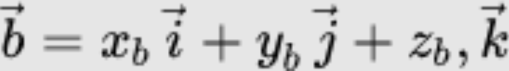 $\vec{b} = x_b \vec{i} + y_b \vec{j} + z_b, \vec{k}$